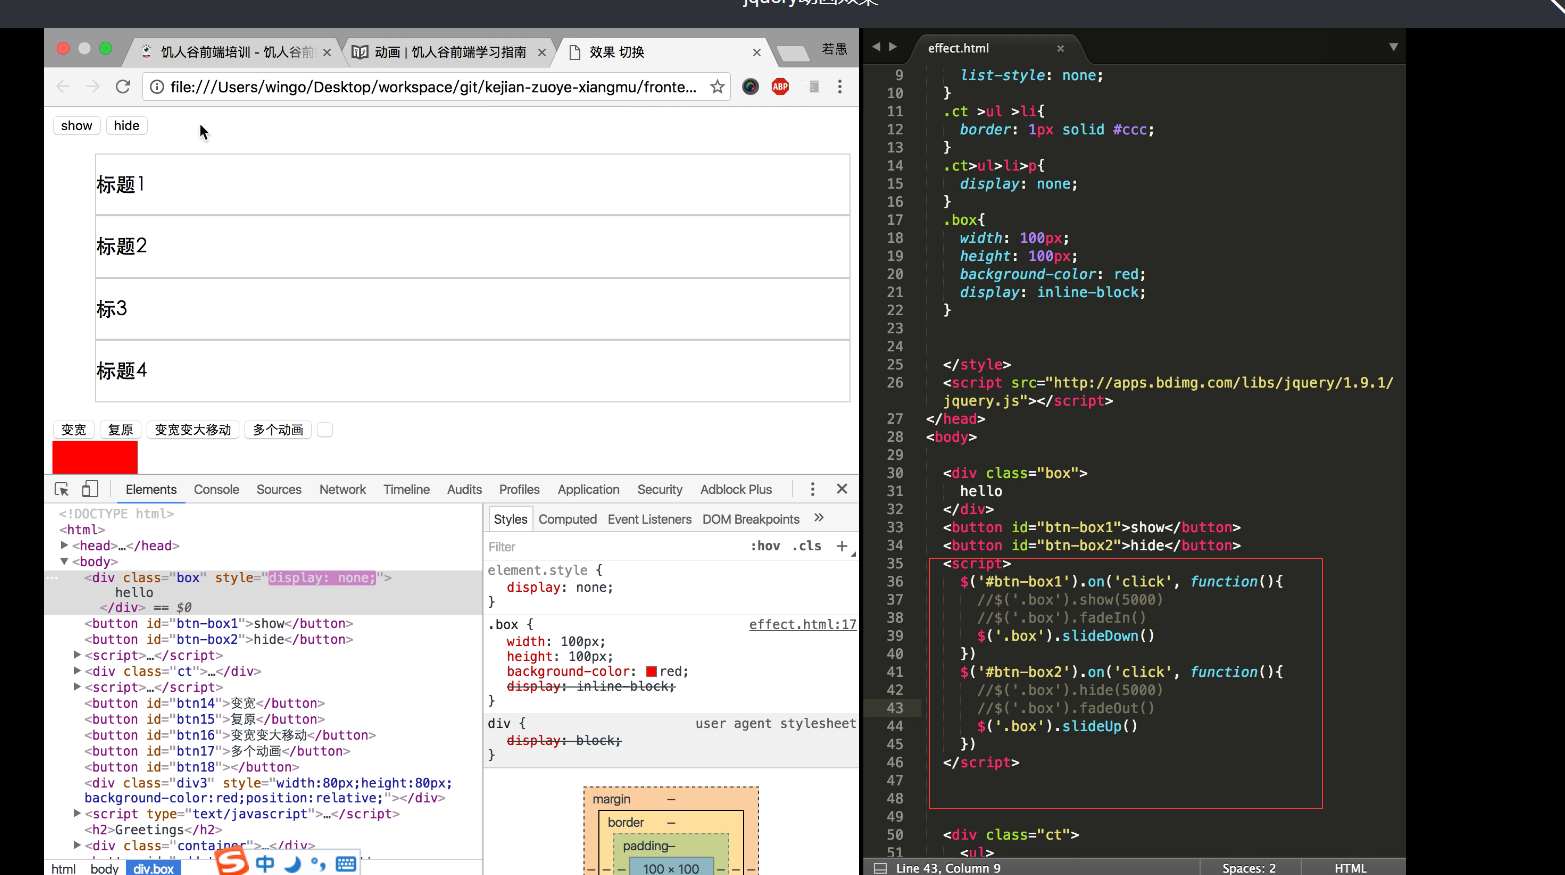 jquery动画效果
饥人谷前端培训 - 饥人谷前
动画 | 饥人谷前端学习指南
效果 切换
若愚
file:///Users/wingo/Desktop/workspace/git/kejian-zuoye-xiangmu/fronte...
ABP
show hide
标题1
标题2
标3
标题4
变宽 复原 变宽变大移动 多个动画
Elements Console Sources Network Timeline Audits Profiles Application Security Adblock Plus
<!DOCTYPE html>
<html>
<head>…</head>
<body>
<div class="box" style="display: none;">
hello
</div> == $0
<button id="btn-box1">show</button>
<button id="btn-box2">hide</button>
<script>…</script>
<div class="ct">…</div>
<script>…</script>
<button id="btn14">变宽</button>
<button id="btn15">复原</button>
<button id="btn16">变宽变大移动</button>
<button id="btn17">多个动画</button>
<button id="btn18"></button>
<div class="div3" style="width:80px;height:80px;
background-color:red;position:relative;"></div>
<script type="text/javascript">…</script>
<h2>Greetings</h2>
<div class="container">…</div>
html body div.box
中
Styles Computed Event Listeners DOM Breakpoints »
Filter :hov .cls +
element.style {
display: none;
}
.box { effect.html:17
width: 100px;
height: 100px;
background-color: red;
display: inline-block;
}
div { user agent stylesheet
display: block;
}
margin –
border –
padding–
100 × 100
effect.html
9 list-style: none;
10 }
11 .ct >ul >li{
12 border: 1px solid #ccc;
13 }
14 .ct>ul>li>p{
15 display: none;
16 }
17 .box{
18 width: 100px;
19 height: 100px;
20 background-color: red;
21 display: inline-block;
22 }
23
24
25 </style>
26 <script src="http://apps.bdimg.com/libs/jquery/1.9.1/
jquery.js"></script>
27 </head>
28 <body>
29
30 <div class="box">
31 hello
32 </div>
33 <button id="btn-box1">show</button>
34 <button id="btn-box2">hide</button>
35 <script>
36 $('#btn-box1').on('click', function(){
37 //$('.box').show(5000)
38 //$('.box').fadeIn()
39 $('.box').slideDown()
40 })
41 $('#btn-box2').on('click', function(){
42 //$('.box').hide(5000)
43 //$('.box').fadeOut()
44 $('.box').slideUp()
45 })
46 </script>
47
48
49
50 <div class="ct">
51 <ul>
Line 43, Column 9 Spaces: 2 HTML